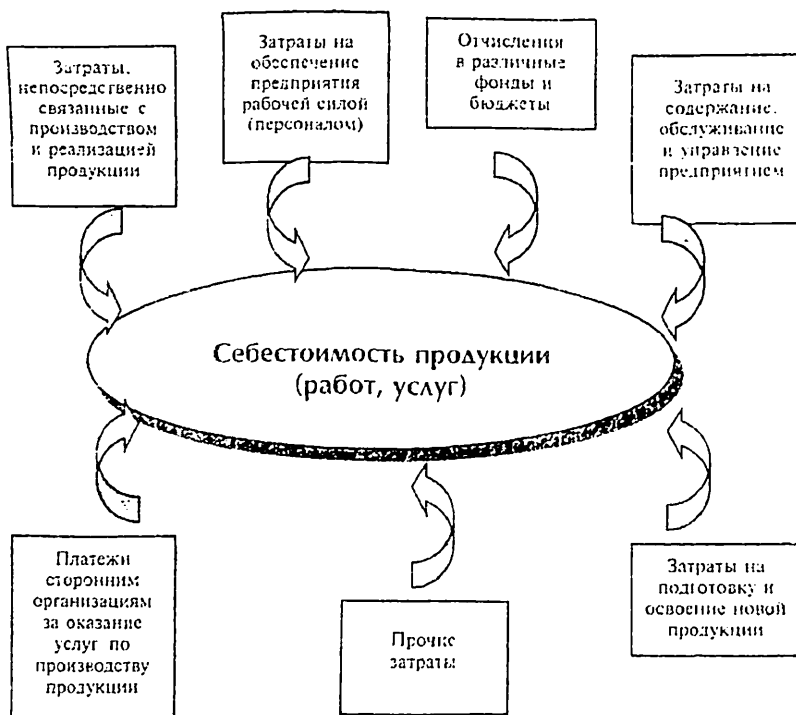 Затраты,
непосредственно
связанные с
производством
и реализацией
продукции
Затраты на
обеспечение
предприятия
рабочей силой
(персоналом)
Отчисления
в различные
фонды и
бюджеты
Затраты на
содержание,
обслуживание
и управление
предприятием
Себестоимость продукции
(работ, услуг)
Платежи
сторонним
организациям
за оказание
услуг по
производству
продукции
Прочие
затраты
Затраты на
подготовку и
освоение новой
продукции